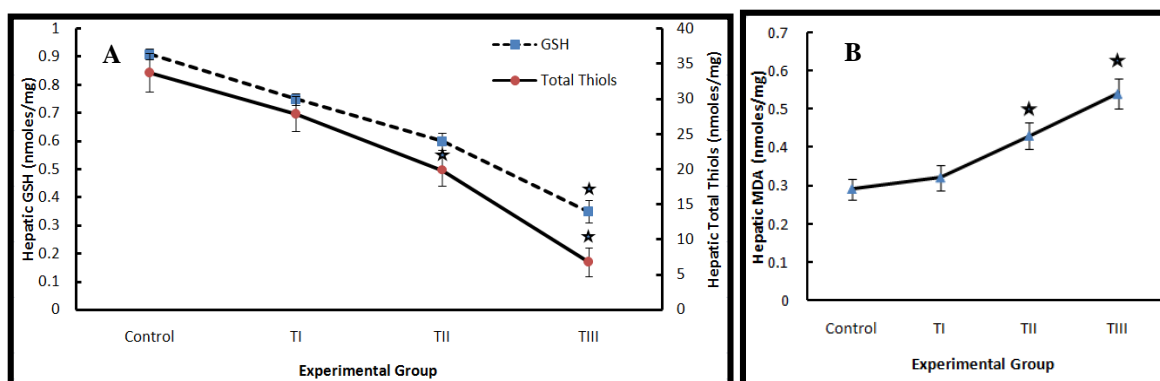 A
GSH
Total Thiols
Hepatic GSH (nmoles/mg)
1
0.9
0.8
0.7
0.6
0.5
0.4
0.3
0.2
0.1
0
40
35
30
25
20
15
10
5
0
Hepatic Total Thiols (nmoles/mg)
Control TI TII TIII
Experimental Group
B
Hepatic MDA (nmoles/mg)
0.7
0.6
0.5
0.4
0.3
0.2
0.1
0
Control TI TII TIII
Experimental Group